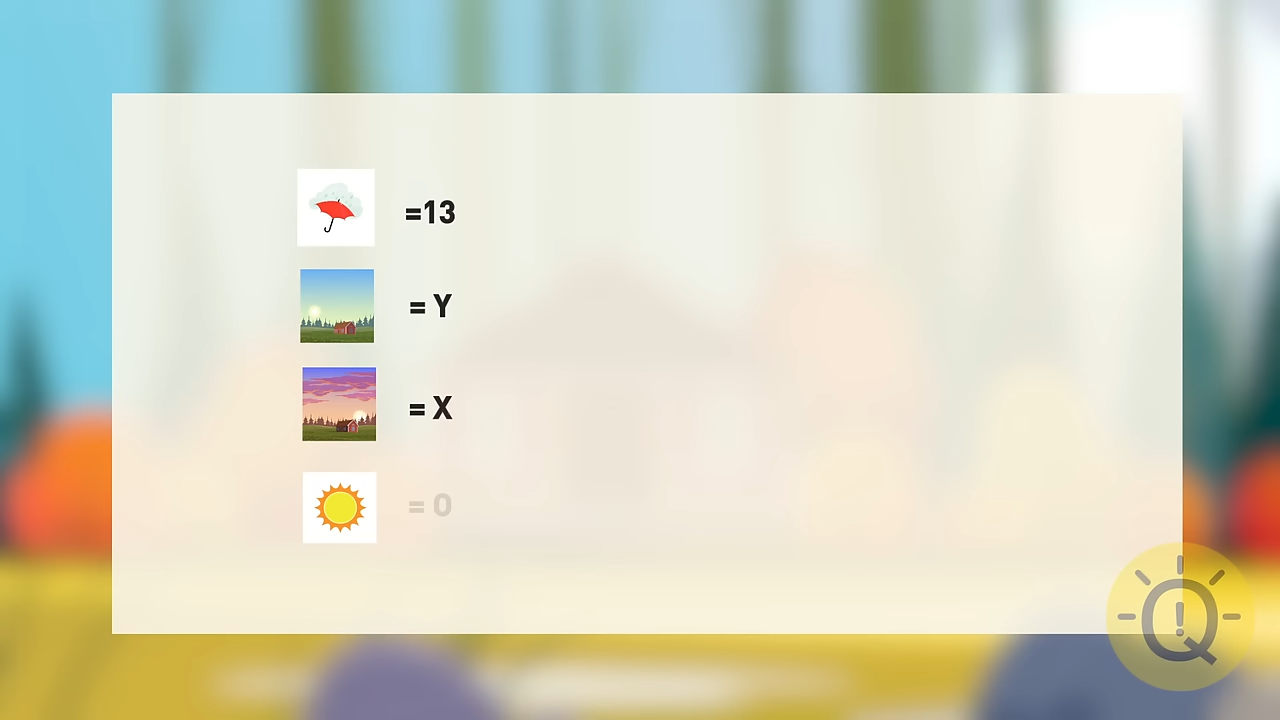 =13
= Y
= X
= 0
Q!